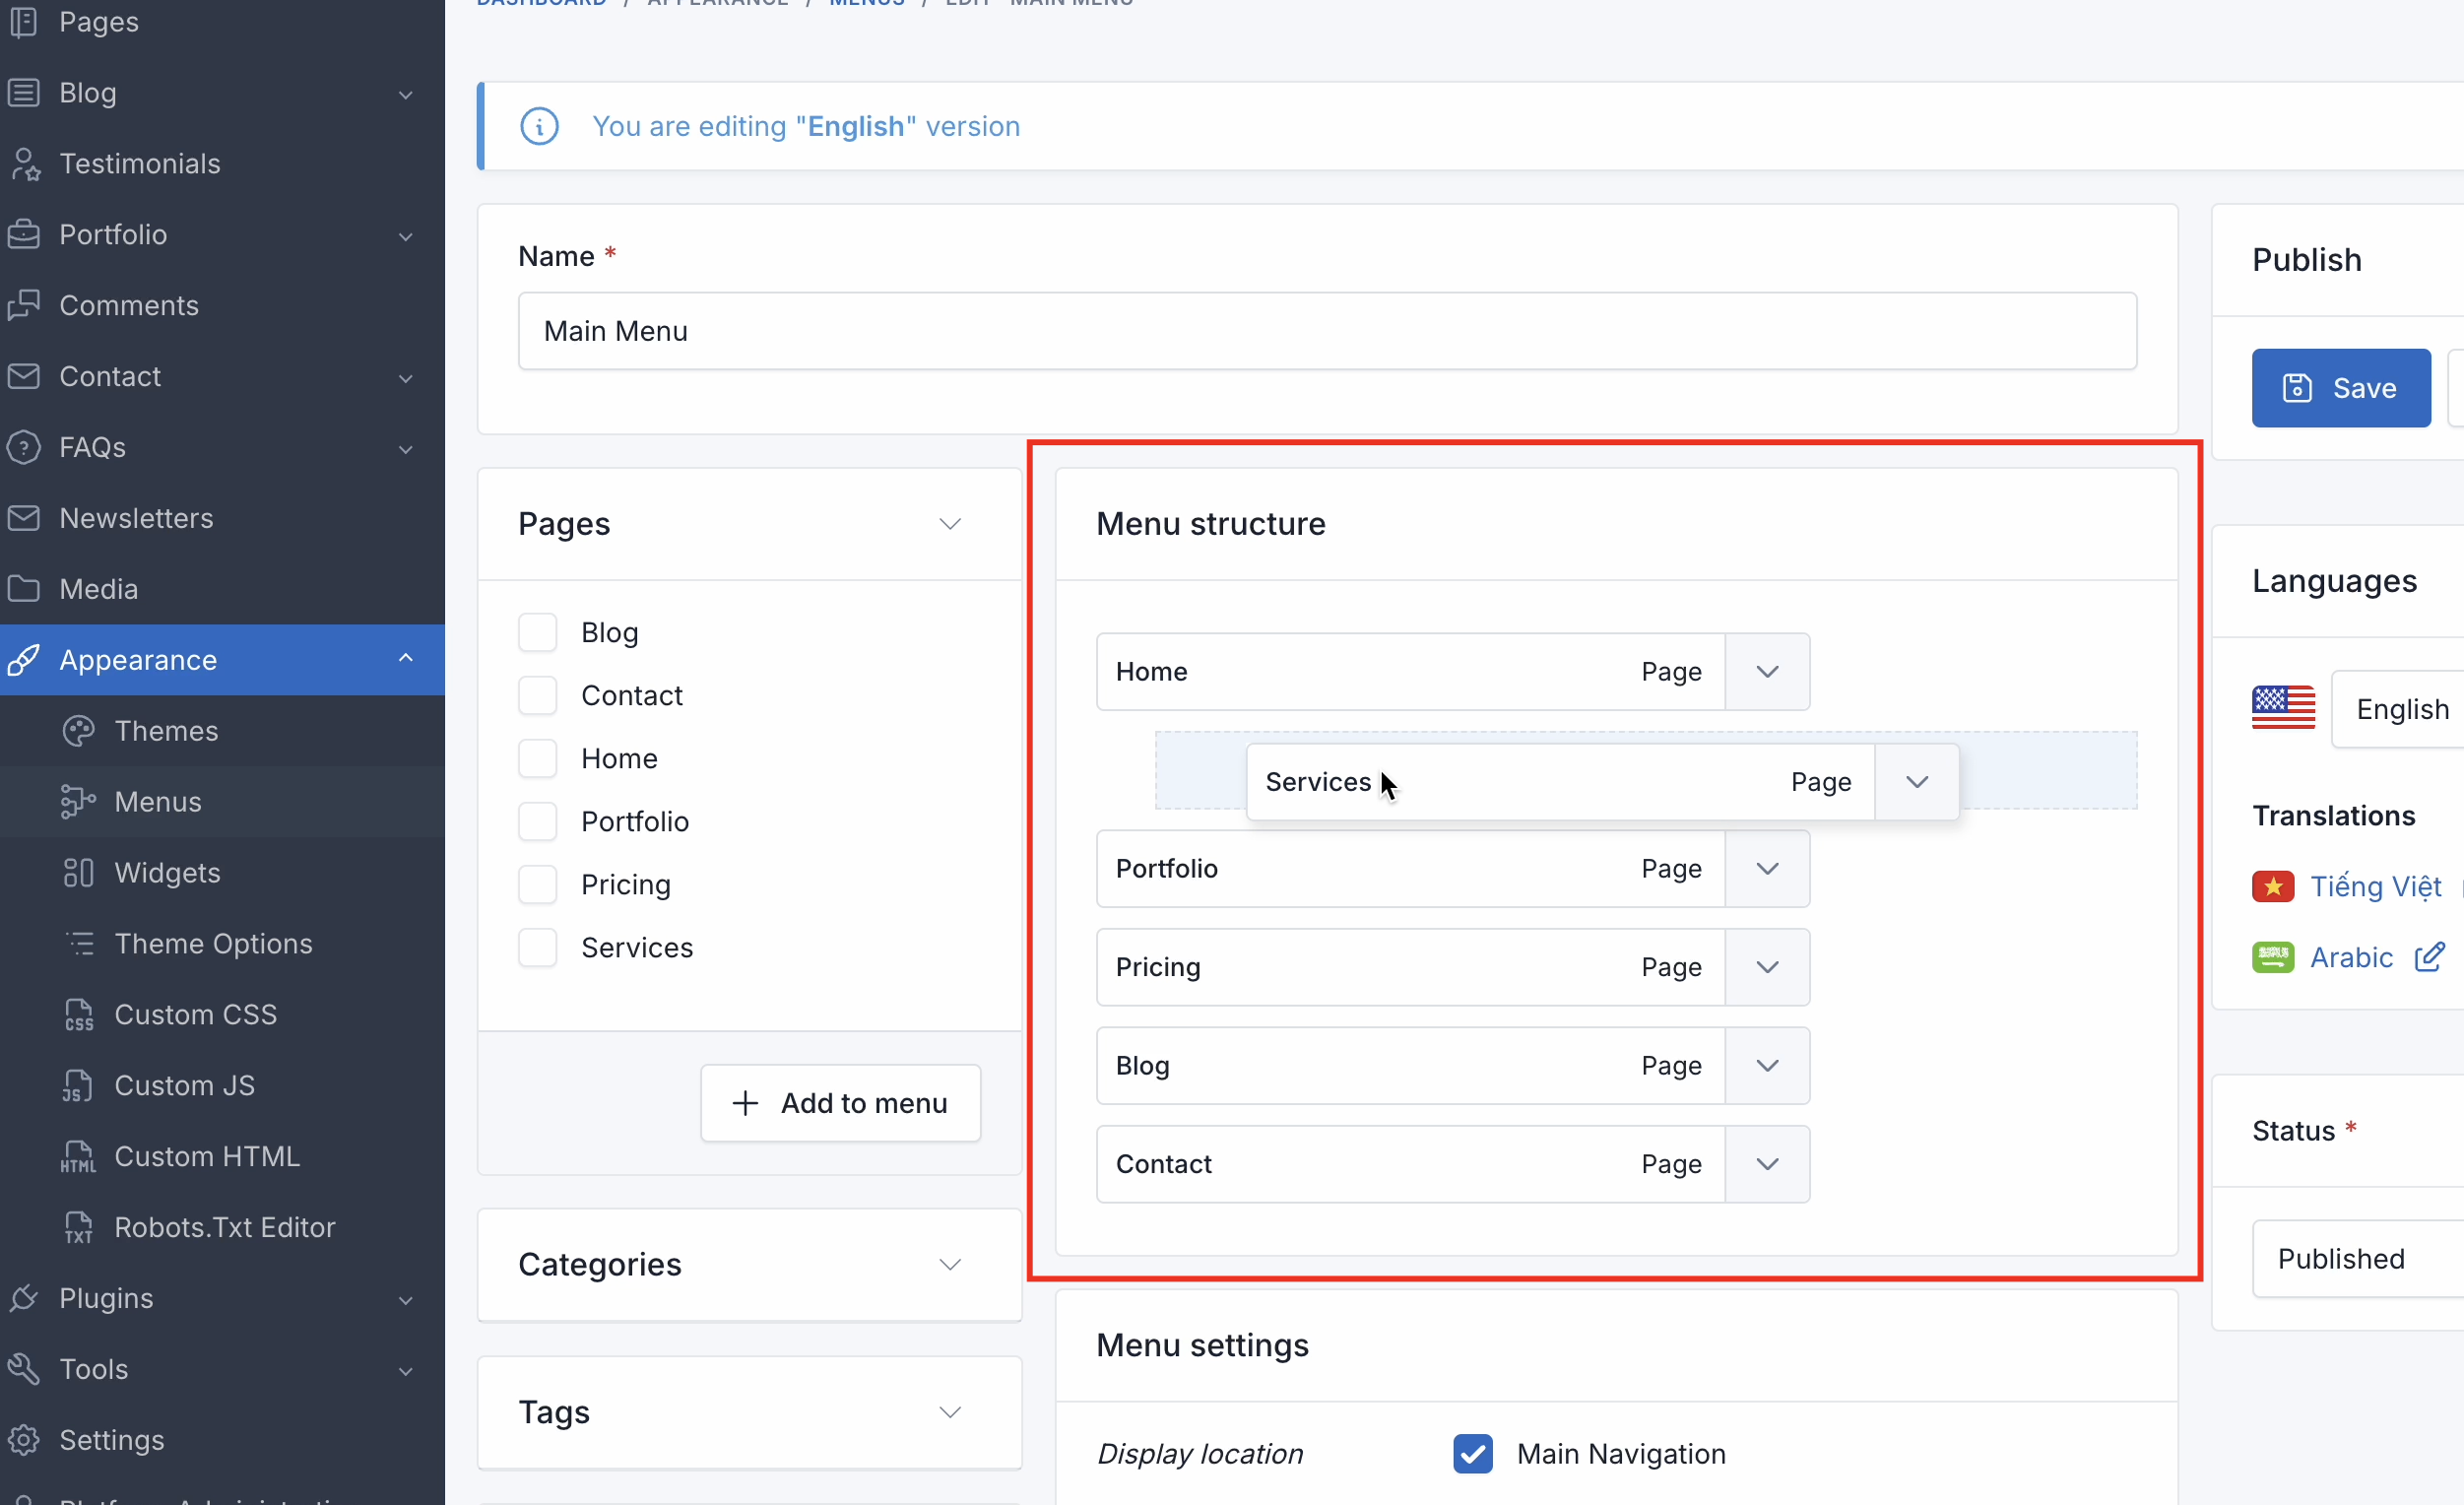 DASHBOARD / APPEARANCE / MENUS / EDIT "MAIN MENU"
Pages
Blog
Testimonials
Portfolio
Comments
Contact
FAQs
Newsletters
Media
Appearance
Themes
Menus
Widgets
Theme Options
CSS Custom CSS
JS Custom JS
HTML Custom HTML
TXT Robots.Txt Editor
Plugins
Tools
Settings
You are editing "English" version
Name *
Main Menu
Pages
Blog
Contact
Home
Portfolio
Pricing
Services
Add to menu
Categories
Tags
Menu structure
Home Page
Services Page
Portfolio Page
Pricing Page
Blog Page
Contact Page
Menu settings
Display location Main Navigation
Publish
Save
Languages
English
Translations
Tiếng Việt
Arabic
Status *
Published